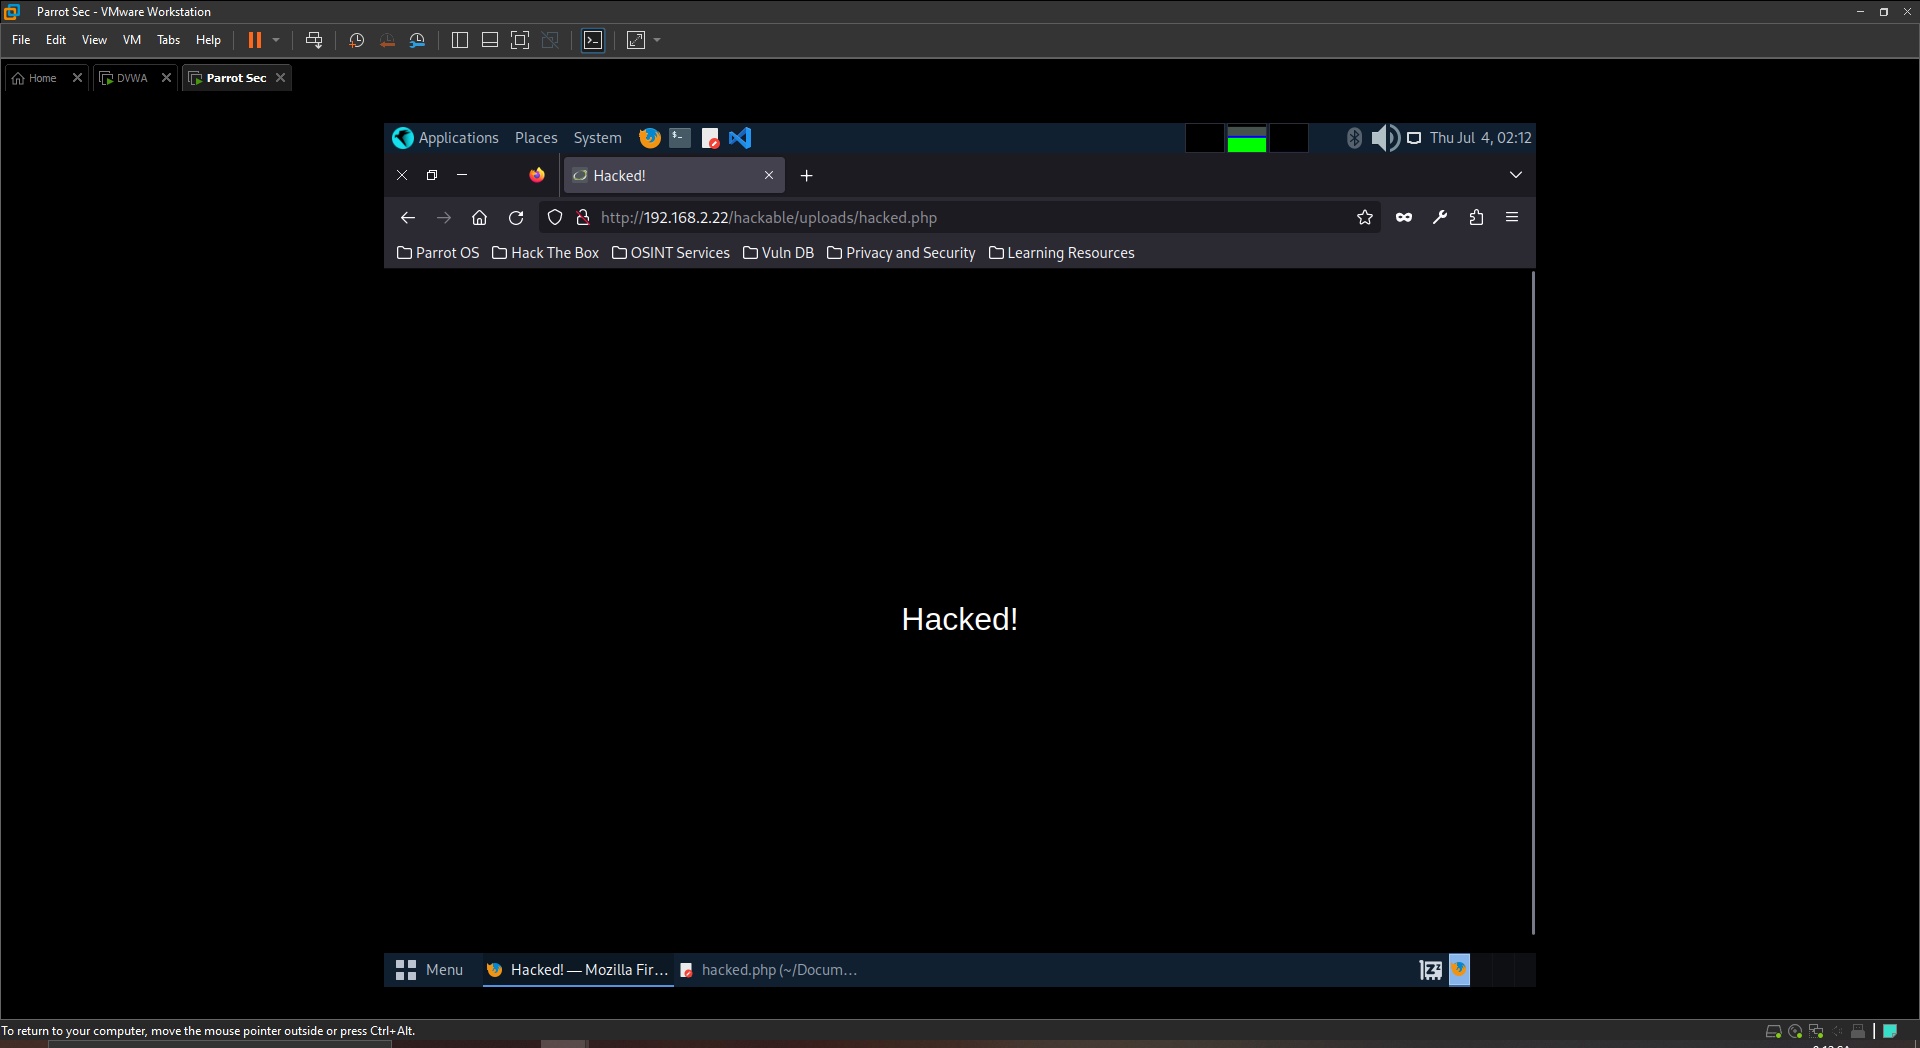 Parrot Sec - VMware Workstation
File Edit View VM Tabs Help
Home DVWA Parrot Sec
Applications Places System Thu Jul 4, 02:12
Hacked!
http://192.168.2.22/hackable/uploads/hacked.php
Parrot OS Hack The Box OSINT Services Vuln DB Privacy and Security Learning Resources
Hacked!
Menu Hacked! — Mozilla Fir... hacked.php (~/Docum...
To return to your computer, move the mouse pointer outside or press Ctrl+Alt.